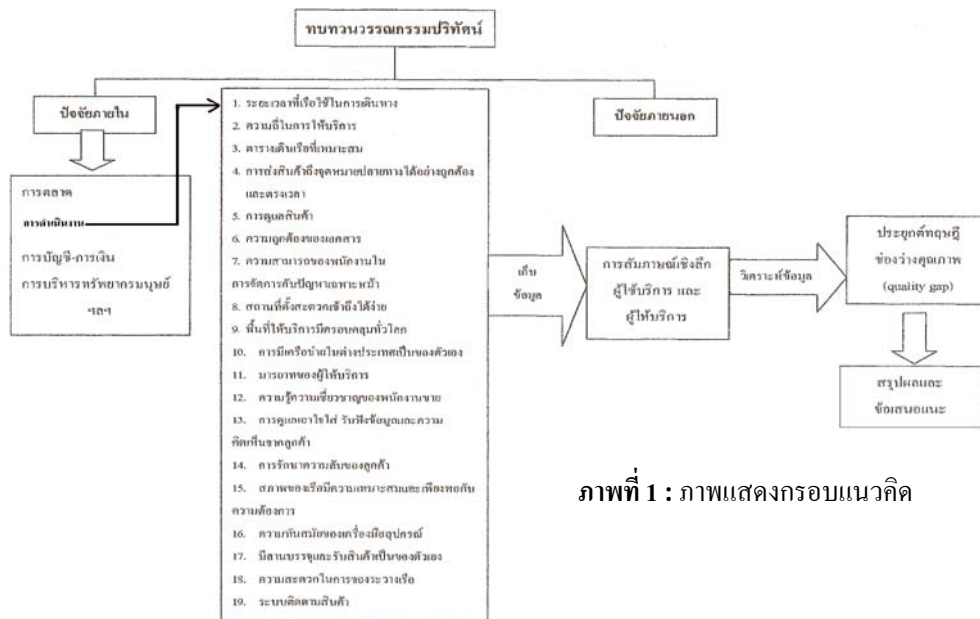 ทบทวนวรรณกรรมปริทัศน์
ปัจจัยภายใน
ปัจจัยภายนอก
การตลาด
การดำเนินงาน
การบัญชี-การเงิน
การบริหารทรัพยากรมนุษย์
ฯลฯ
1. ระยะเวลาที่เรือใช้ในการเดินทาง
2. ความถี่ในการให้บริการ
3. ตารางเดินเรือที่เหมาะสม
4. การส่งสินค้าถึงจุดหมายปลายทางได้อย่างถูกต้อง
และตรงเวลา
5. การดูแลสินค้า
6. ความถูกต้องของเอกสาร
7. ความสามารถของพนักงานใน
การจัดการกับปัญหาเฉพาะหน้า
8. สถานที่ตั้งสะดวกเข้าถึงได้ง่าย
9. พื้นที่ให้บริการมีครอบคลุมทั่วโลก
10. การมีเครือข่ายในต่างประเทศเป็นของตัวเอง
11. มารยาทของผู้ให้บริการ
12. ความรู้ความเชี่ยวชาญของพนักงานขาย
13. การดูแลเอาใจใส่ รับฟังข้อมูลและความ
คิดเห็นจากลูกค้า
14. การรักษาความลับของลูกค้า
15. สภาพของเรือมีความเหมาะสมและเพียงพอกับ
ความต้องการ
16. ความทันสมัยของเครื่องมืออุปกรณ์
17. มีลานบรรจุและรับสินค้าเป็นของตัวเอง
18. ความสะดวกในการจองระวางเรือ
19. ระบบติดตามสินค้า
เก็บ
ข้อมูล
การสัมภาษณ์เชิงลึก
ผู้ใช้บริการ และ
ผู้ให้บริการ
วิเคราะห์ข้อมูล
ประยุกต์ทฤษฎี
ช่องว่างคุณภาพ
(quality gap)
สรุปผลและ
ข้อเสนอแนะ
ภาพที่ 1 : ภาพแสดงกรอบแนวคิด